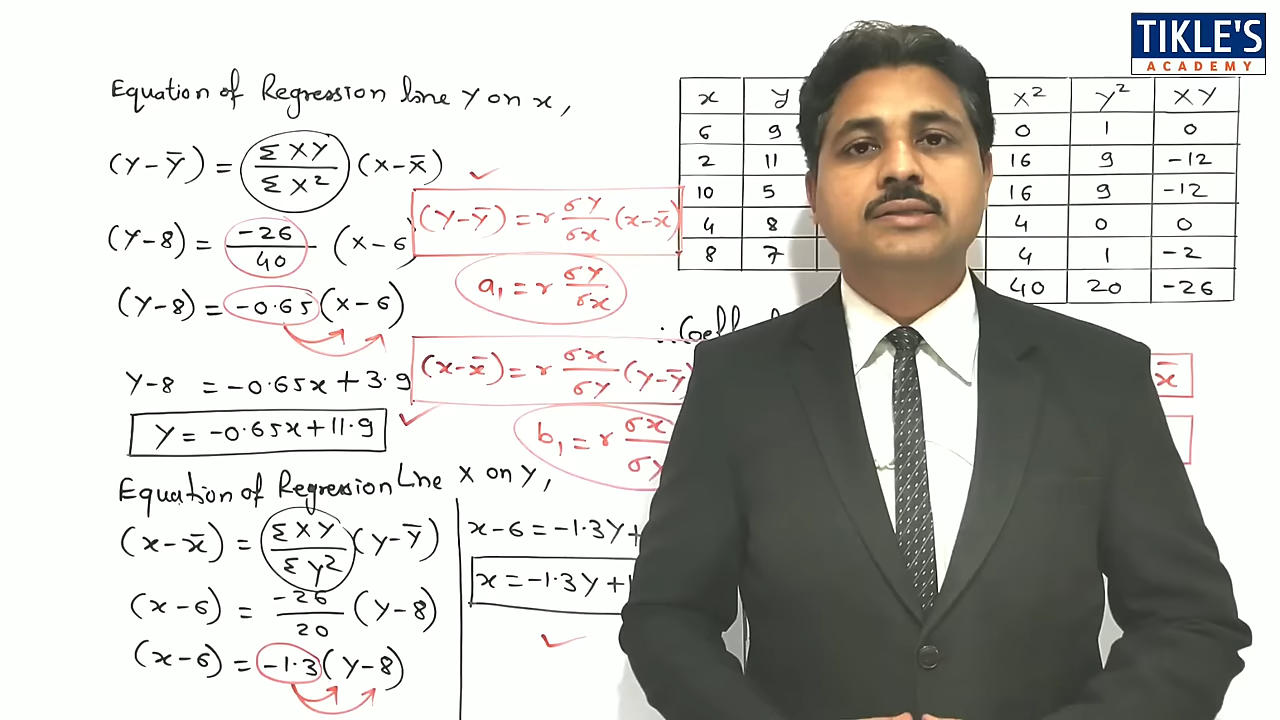 TIKLE'S
ACADEMY
Equation of Regression line Y on x,
(Y-Ȳ) = ΣXY/ΣX² (x-x̄)
(Y-8) = -26/40 (x-6
(Y-8) = -0.65(x-6)
Y-8 = -0.65x+3.9
Y = -0.65x+11.9
Equation of Regression Line X on Y,
(x-x̄) = ΣXY/ΣY² (Y-Ȳ)
(x-6) = -26/20 (Y-8)
(x-6) = -1.3(Y-8)
x-6=-1.3Y+
x=-1.3Y+1
(Y-Ȳ)=r σY/σx (x-x̄)
a₁=r σY/σx
(x-x̄)=r σx/σY (Y-Ȳ)
b₁=r σx/σY
x Y X² Y² XY
6 9 0 1 0
2 11 16 9 -12
10 5 16 9 -12
4 8 4 0 0
8 7 4 1 -2
40 20 -26
x̄